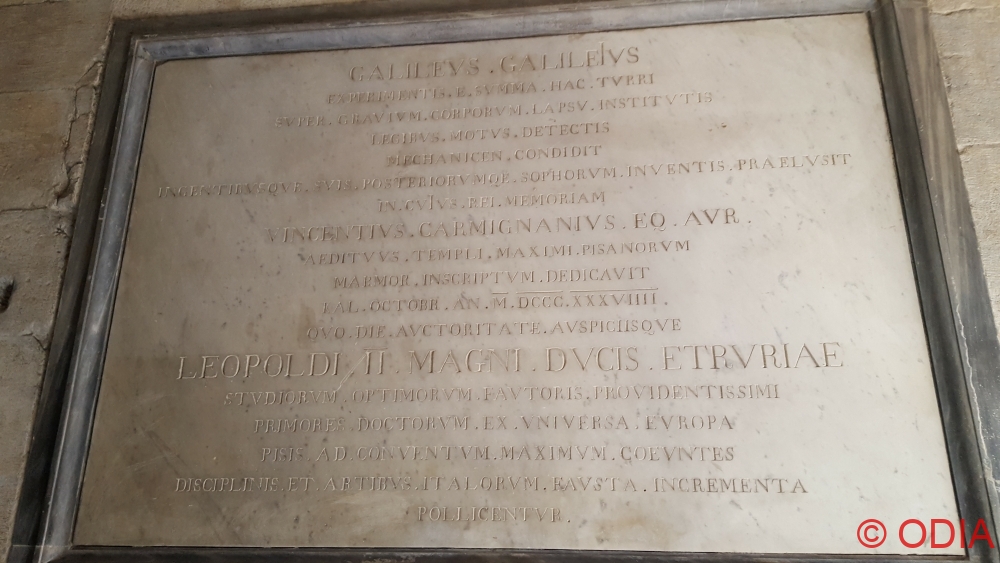 GALILEVS . GALILEIVS
EXPERIMENTIS . E . SVMMA . HAC . TVRRI
SVPER . GRAVIVM . CORPORVM . LAPSV . INSTITVTIS
LEGIBVS . MOTVS . DETECTIS
MECHANICEN . CONDIDIT
INGENTIBVSQVE . SVIS . POSTERIORVMQE . SOPHORVM . INVENTIS . PRAELVSIT
IN . CVIVS . REI . MEMORIAM
VINCENTIVS . CARMIGNANIVS . EQ . AVR .
AEDITVVS . TEMPLI . MAXIMI . PISANORVM
MARMOR . INSCRIPTVM . DEDICAVIT
KAL . OCTOBR . AN . M . DCCC . XXXVIIII .
QVO . DIE . AVCTORITATE . AVSPICIISQVE
LEOPOLDI . II . MAGNI . DVCIS . ETRVRIAE
STVDIORVM . OPTIMORVM . FAVTORIS . PROVIDENTISSIMI
PRIMORES . DOCTORVM . EX . VNIVERSA . EVROPA
PISIS . AD . CONVENTVM . MAXIMVM . COEVNTES
DISCIPLINIS . ET . ARTIBVS . ITALORVM . FAVSTA . INCREMENTA
POLLICENTVR .
© ODIA